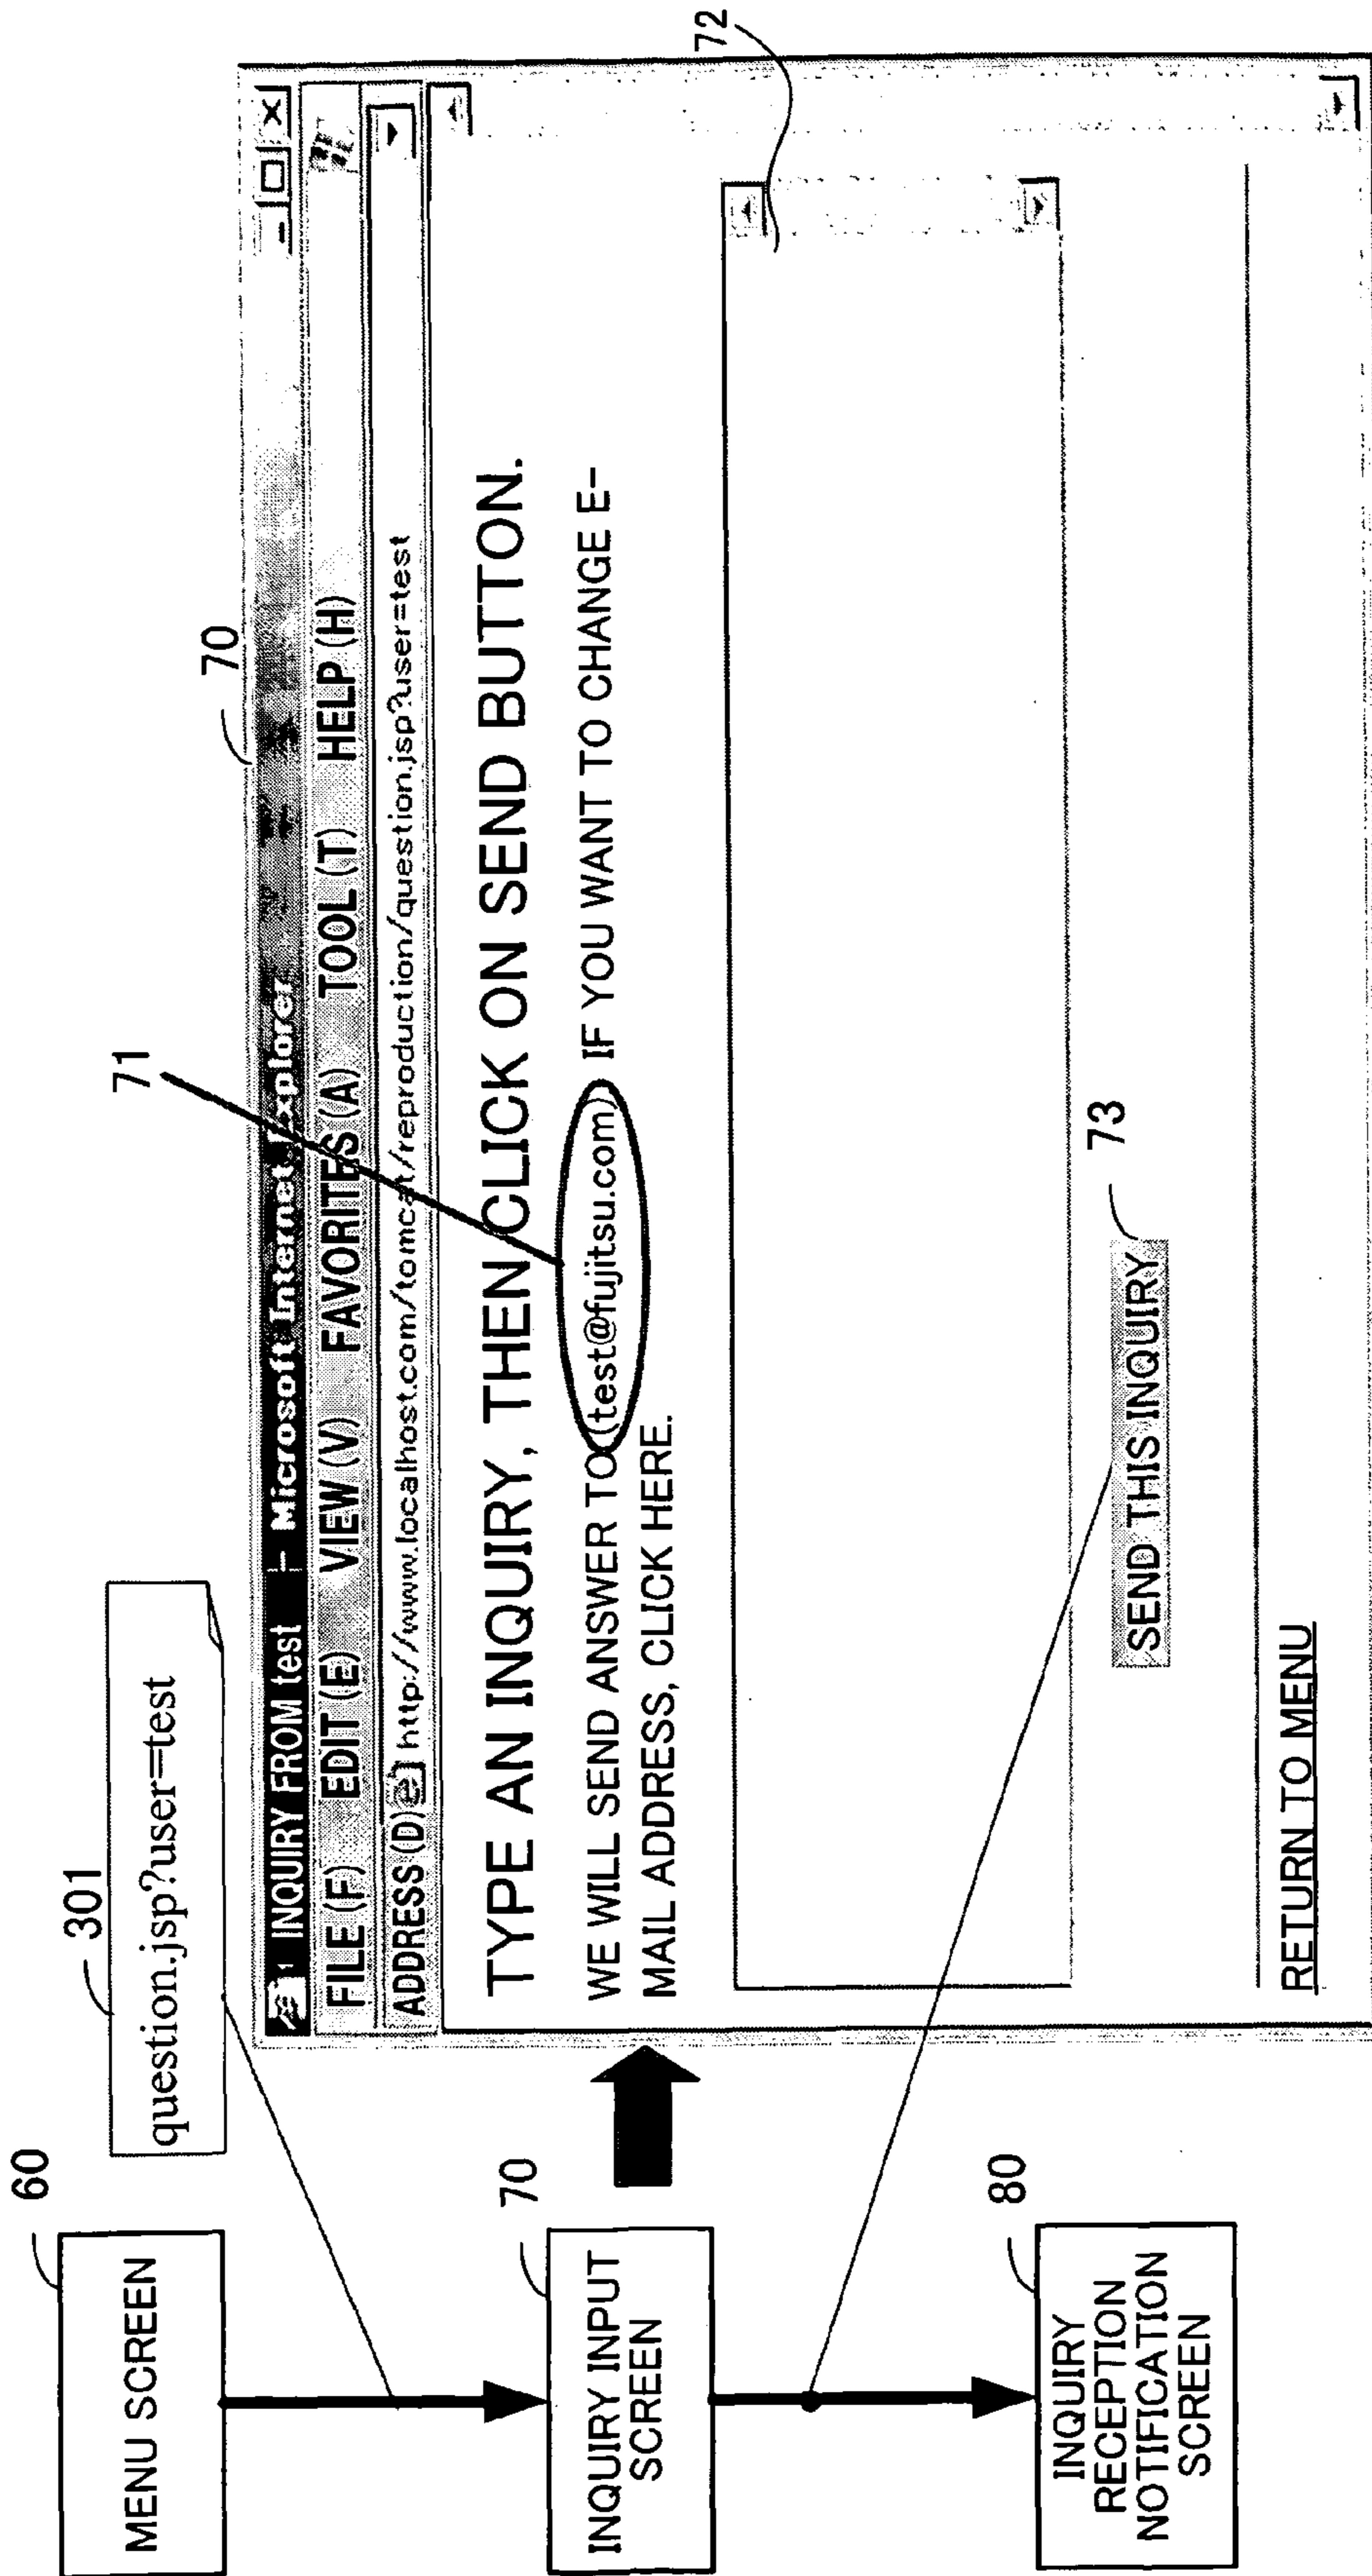 60
MENU SCREEN
301
question.jsp?user=test
70
INQUIRY INPUT
SCREEN
80
INQUIRY
RECEPTION
NOTIFICATION
SCREEN
70
INQUIRY FROM test - Microsoft Internet Explorer
FILE (F) EDIT (E) VIEW (V) FAVORITES (A) TOOL (T) HELP (H)
ADDRESS (D) http://www.localhost.com/tomcat/reproduction/question.jsp?user=test
71
TYPE AN INQUIRY, THEN CLICK ON SEND BUTTON.
WE WILL SEND ANSWER TO (test@fujitsu.com) IF YOU WANT TO CHANGE E-
MAIL ADDRESS, CLICK HERE.
72
SEND THIS INQUIRY
73
RETURN TO MENU